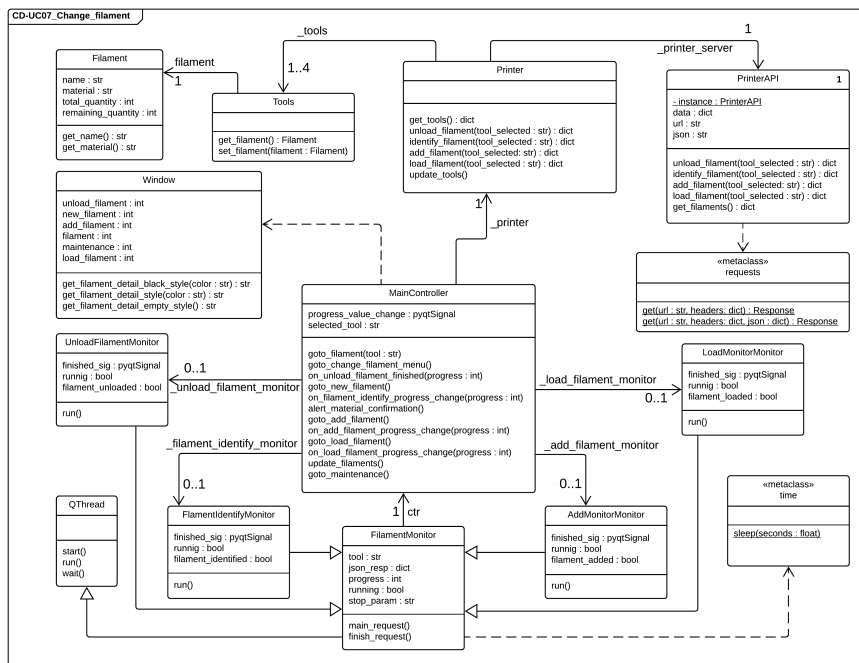 CD-UC07_Change_filament
_tools
1..4
1
_printer_server
Filament
name : str
material : str
total_quantity : int
remaining_quantity : int
get_name() : str
get_material() : str
filament
1
Tools
get_filament() : Filament
set_filament(filament : Filament)
Printer
get_tools() : dict
unload_filament(tool_selected : str) : dict
identify_filament(tool_selected : str) : dict
add_filament(tool_selected: str) : dict
load_filament(tool_selected : str) : dict
update_tools()
PrinterAPI
1
- instance : PrinterAPI
data : dict
url : str
json : str
unload_filament(tool_selected : str) : dict
identify_filament(tool_selected : str) : dict
add_filament(tool_selected: str) : dict
load_filament(tool_selected : str) : dict
get_filaments() : dict
Window
unload_filament : int
new_filament : int
add_filament : int
filament : int
maintenance : int
load_filament : int
get_filament_detail_black_style(color : str) : str
get_filament_detail_style(color : str) : str
get_filament_detail_empty_style() : str
1
_printer
«metaclass»
requests
get(url : str, headers: dict) : Response
get(url : str, headers: dict, json : dict) : Response
MainController
progress_value_change : pyqtSignal
selected_tool : str
goto_filament(tool : str)
goto_change_filament_menu()
on_unload_filament_finished(progress : int)
goto_new_filament()
on_filament_identify_progress_change(progress : int)
alert_material_confirmation()
goto_add_filament()
on_add_filament_progress_change(progress : int)
goto_load_filament()
on_load_filament_progress_change(progress : int)
update_filaments()
goto_maintenance()
UnloadFilamentMonitor
finished_sig : pyqtSignal
runnig : bool
filament_unloaded : bool
run()
0..1
_unload_filament_monitor
_load_filament_monitor
0..1
LoadMonitorMonitor
finished_sig : pyqtSignal
runnig : bool
filament_loaded : bool
run()
_filament_identify_monitor
0..1
_add_filament_monitor
0..1
QThread
start()
run()
wait()
FlamentIdentifyMonitor
finished_sig : pyqtSignal
runnig : bool
filament_identified : bool
run()
1
ctr
FilamentMonitor
tool : str
json_resp : dict
progress : int
running : bool
stop_param : str
main_request()
finish_request()
AddMonitorMonitor
finished_sig : pyqtSignal
runnig : bool
filament_added : bool
run()
«metaclass»
time
sleep(seconds : float)